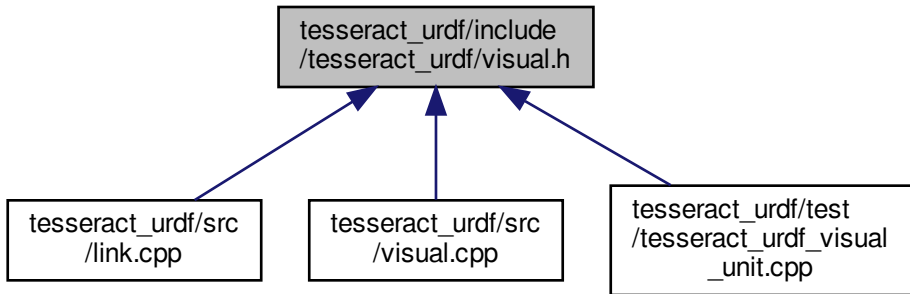 tesseract_urdf/include
/tesseract_urdf/visual.h
tesseract_urdf/src
/link.cpp
tesseract_urdf/src
/visual.cpp
tesseract_urdf/test
/tesseract_urdf_visual
_unit.cpp